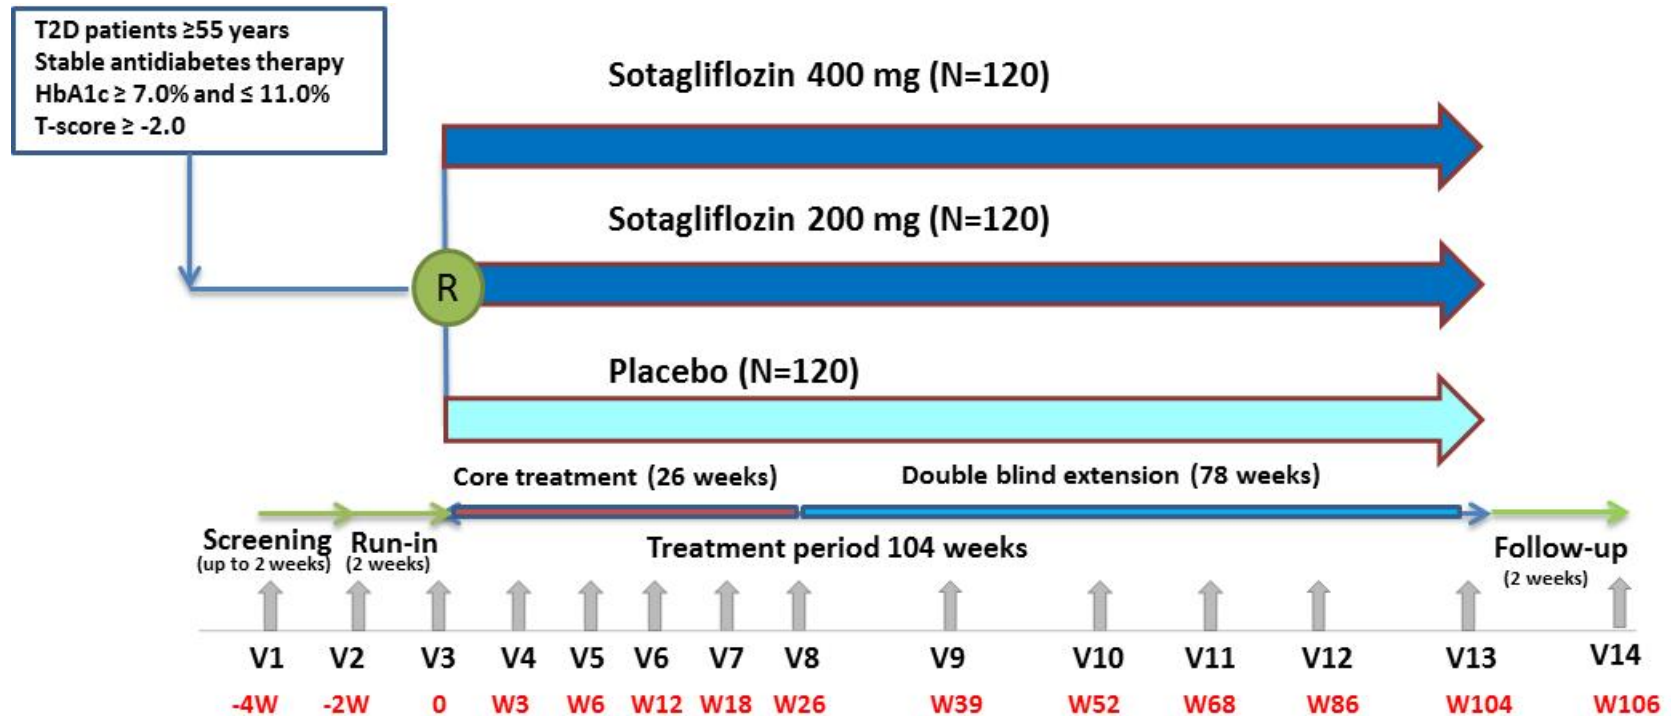 T2D patients ≥55 years
Stable antidiabetes therapy
HbA1c ≥ 7.0% and ≤ 11.0%
T-score ≥ -2.0
Sotagliflozin 400 mg (N=120)
Sotagliflozin 200 mg (N=120)
R
Placebo (N=120)
Core treatment (26 weeks)
Double blind extension (78 weeks)
Screening
(up to 2 weeks)
Run-in
(2 weeks)
Treatment period 104 weeks
Follow-up
(2 weeks)
V1 V2 V3 V4 V5 V6 V7 V8 V9 V10 V11 V12 V13 V14
-4W -2W 0 W3 W6 W12 W18 W26 W39 W52 W68 W86 W104 W106